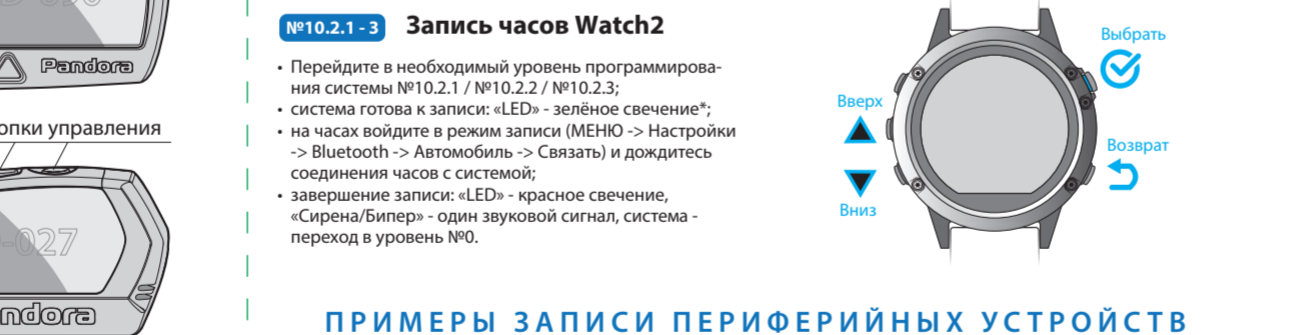 D-030
Pandora
опки управления
-027
ndora
№10.2.1 - 3 Запись часов Watch2
• Перейдите в необходимый уровень программирова-
ния системы №10.2.1 / №10.2.2 / №10.2.3;
• система готова к записи: «LED» - зелёное свечение*;
• на часах войдите в режим записи (МЕНЮ -> Настройки
-> Bluetooth -> Автомобиль -> Связать) и дождитесь
соединения часов с системой;
• завершение записи: «LED» - красное свечение,
«Сирена/Бипер» - один звуковой сигнал, система -
переход в уровень №0.
Выбрать
Вверх
Возврат
Вниз
ПРИМЕРЫ ЗАПИСИ ПЕРИФЕРИЙНЫХ УСТРОЙСТВ